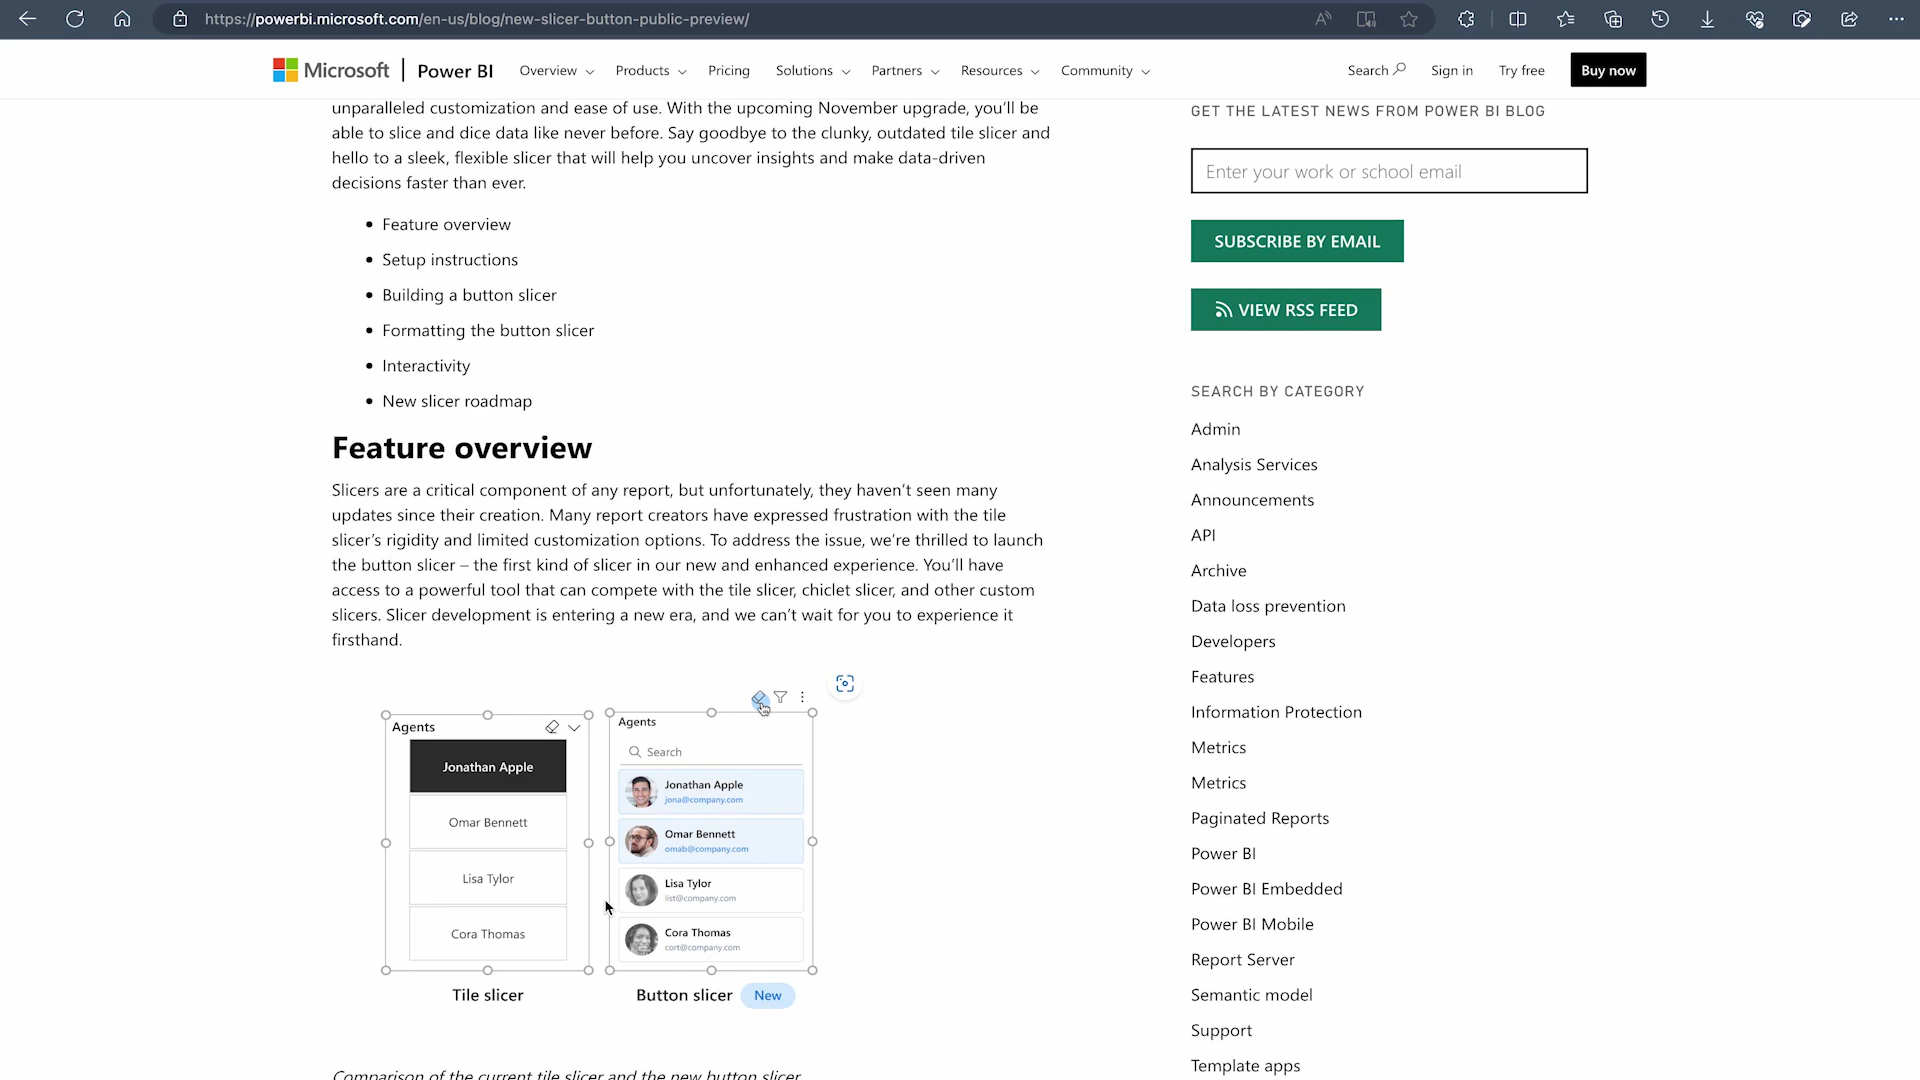 https://powerbi.microsoft.com/en-us/blog/new-slicer-button-public-preview/
Microsoft | Power BI Overview Products Pricing Solutions Partners Resources Community Search Sign in Try free Buy now
unparalleled customization and ease of use. With the upcoming November upgrade, you'll be
able to slice and dice data like never before. Say goodbye to the clunky, outdated tile slicer and
hello to a sleek, flexible slicer that will help you uncover insights and make data-driven
decisions faster than ever.
• Feature overview
• Setup instructions
• Building a button slicer
• Formatting the button slicer
• Interactivity
• New slicer roadmap
Feature overview
Slicers are a critical component of any report, but unfortunately, they haven't seen many
updates since their creation. Many report creators have expressed frustration with the tile
slicer's rigidity and limited customization options. To address the issue, we're thrilled to launch
the button slicer – the first kind of slicer in our new and enhanced experience. You'll have
access to a powerful tool that can compete with the tile slicer, chiclet slicer, and other custom
slicers. Slicer development is entering a new era, and we can't wait for you to experience it
firsthand.
Agents
Jonathan Apple
Omar Bennett
Lisa Tylor
Cora Thomas
Tile slicer
Agents
Search
Jonathan Apple
jona@company.com
Omar Bennett
omab@company.com
Lisa Tylor
list@company.com
Cora Thomas
cort@company.com
Button slicer New
Comparison of the current tile slicer and the new button slicer
GET THE LATEST NEWS FROM POWER BI BLOG
Enter your work or school email
SUBSCRIBE BY EMAIL
VIEW RSS FEED
SEARCH BY CATEGORY
Admin
Analysis Services
Announcements
API
Archive
Data loss prevention
Developers
Features
Information Protection
Metrics
Metrics
Paginated Reports
Power BI
Power BI Embedded
Power BI Mobile
Report Server
Semantic model
Support
Template apps